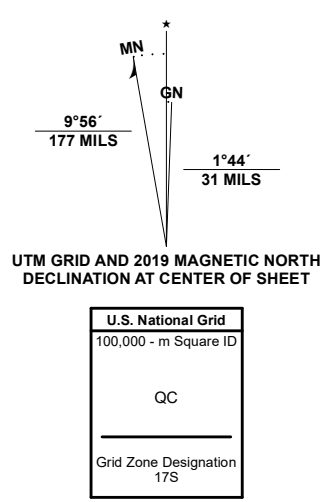 MN
GN
9°56´
177 MILS
1°44´
31 MILS
UTM GRID AND 2019 MAGNETIC NORTH
DECLINATION AT CENTER OF SHEET
U.S. National Grid
100,000 - m Square ID
QC
Grid Zone Designation
17S